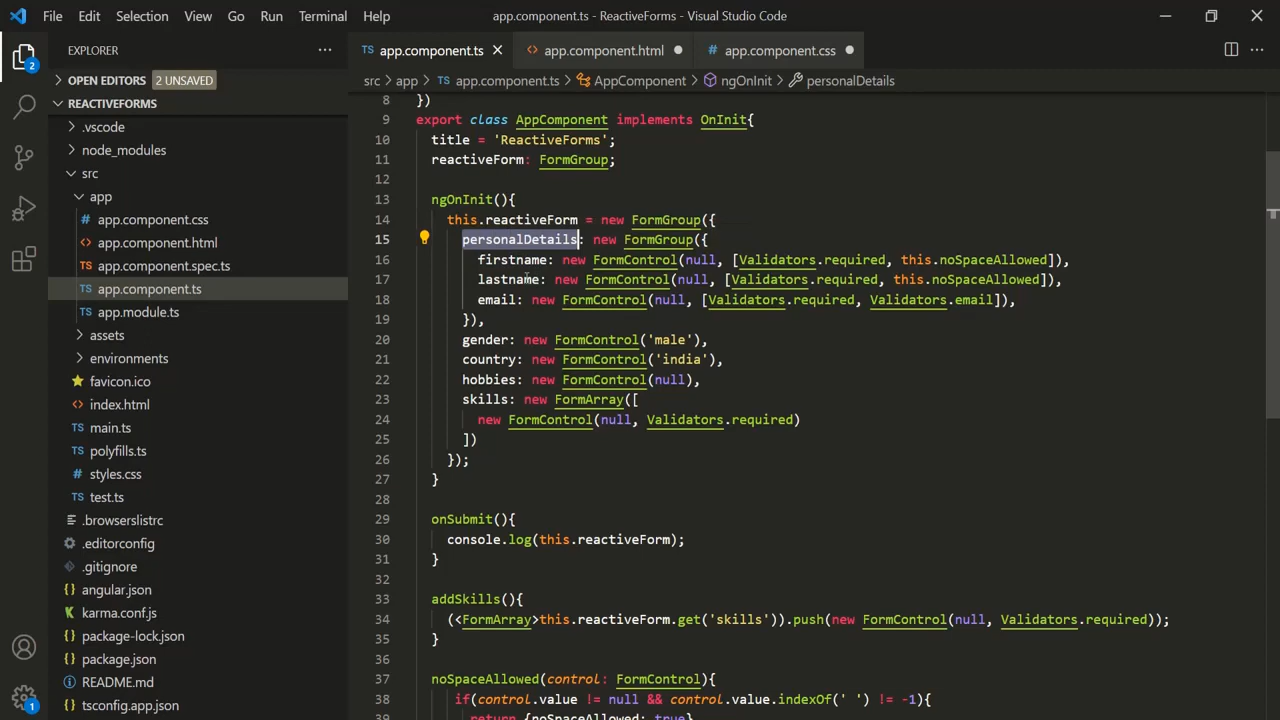 File Edit Selection View Go Run Terminal Help
app.component.ts - ReactiveForms - Visual Studio Code
EXPLORER
OPEN EDITORS 2 UNSAVED
REACTIVEFORMS
.vscode
node_modules
src
app
app.component.css
app.component.html
app.component.spec.ts
app.component.ts
app.module.ts
assets
environments
favicon.ico
index.html
main.ts
polyfills.ts
styles.css
test.ts
.browserslistrc
.editorconfig
.gitignore
angular.json
karma.conf.js
package-lock.json
package.json
README.md
tsconfig.app.json
2
1
TS app.component.ts
app.component.html
# app.component.css
src > app > TS app.component.ts > AppComponent > ngOnInit > personalDetails
8 })
9 export class AppComponent implements OnInit{
10 title = 'ReactiveForms';
11 reactiveForm: FormGroup;
12
13 ngOnInit(){
14 this.reactiveForm = new FormGroup({
15 personalDetails: new FormGroup({
16 firstname: new FormControl(null, [Validators.required, this.noSpaceAllowed]),
17 lastname: new FormControl(null, [Validators.required, this.noSpaceAllowed]),
18 email: new FormControl(null, [Validators.required, Validators.email]),
19 }),
20 gender: new FormControl('male'),
21 country: new FormControl('india'),
22 hobbies: new FormControl(null),
23 skills: new FormArray([
24 new FormControl(null, Validators.required)
25 ])
26 });
27 }
28
29 onSubmit(){
30 console.log(this.reactiveForm);
31 }
32
33 addSkills(){
34 (<FormArray>this.reactiveForm.get('skills')).push(new FormControl(null, Validators.required));
35 }
36
37 noSpaceAllowed(control: FormControl){
38 if(control.value != null && control.value.indexOf(' ') != -1){
39 return {noSpaceAllowed: true}